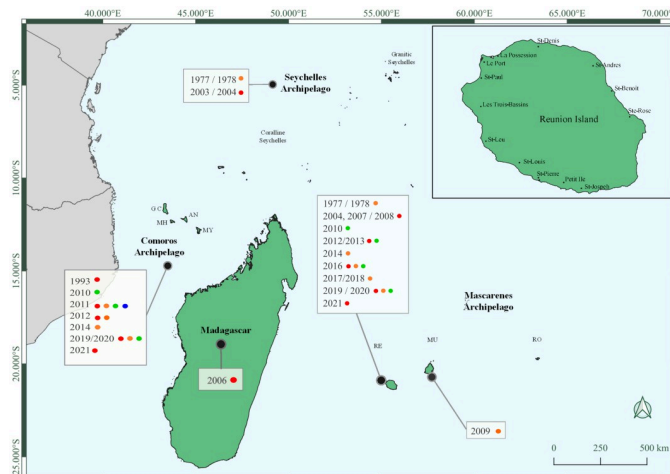 40.000°E 45.000°E 50.000°E 55.000°E 60.000°E 65.000°E 70.000°E
5.000°S
10.000°S
15.000°S
20.000°S
25.000°S
1977 / 1978
2003 / 2004
Seychelles
Archipelago
Granitic
Seychelles
Coralline
Seychelles
St-Denis
La Possession
Le Port
St-Andres
St-Paul
St-Benoit
Ste-Rose
Les Trois-Bassins
Reunion Island
St-Leu
St-Louis
St-Pierre
Petit Ile
St-Joseph
GC
AN
MH
MY
Comoros
Archipelago
1993
2010
2011
2012
2014
2019/2020
2021
Madagascar
2006
1977 / 1978
2004, 2007 / 2008
2010
2012/2013
2014
2016
2017/2018
2019 / 2020
2021
Mascarenes
Archipelago
RE
MU
RO
2009
0 250 500 km